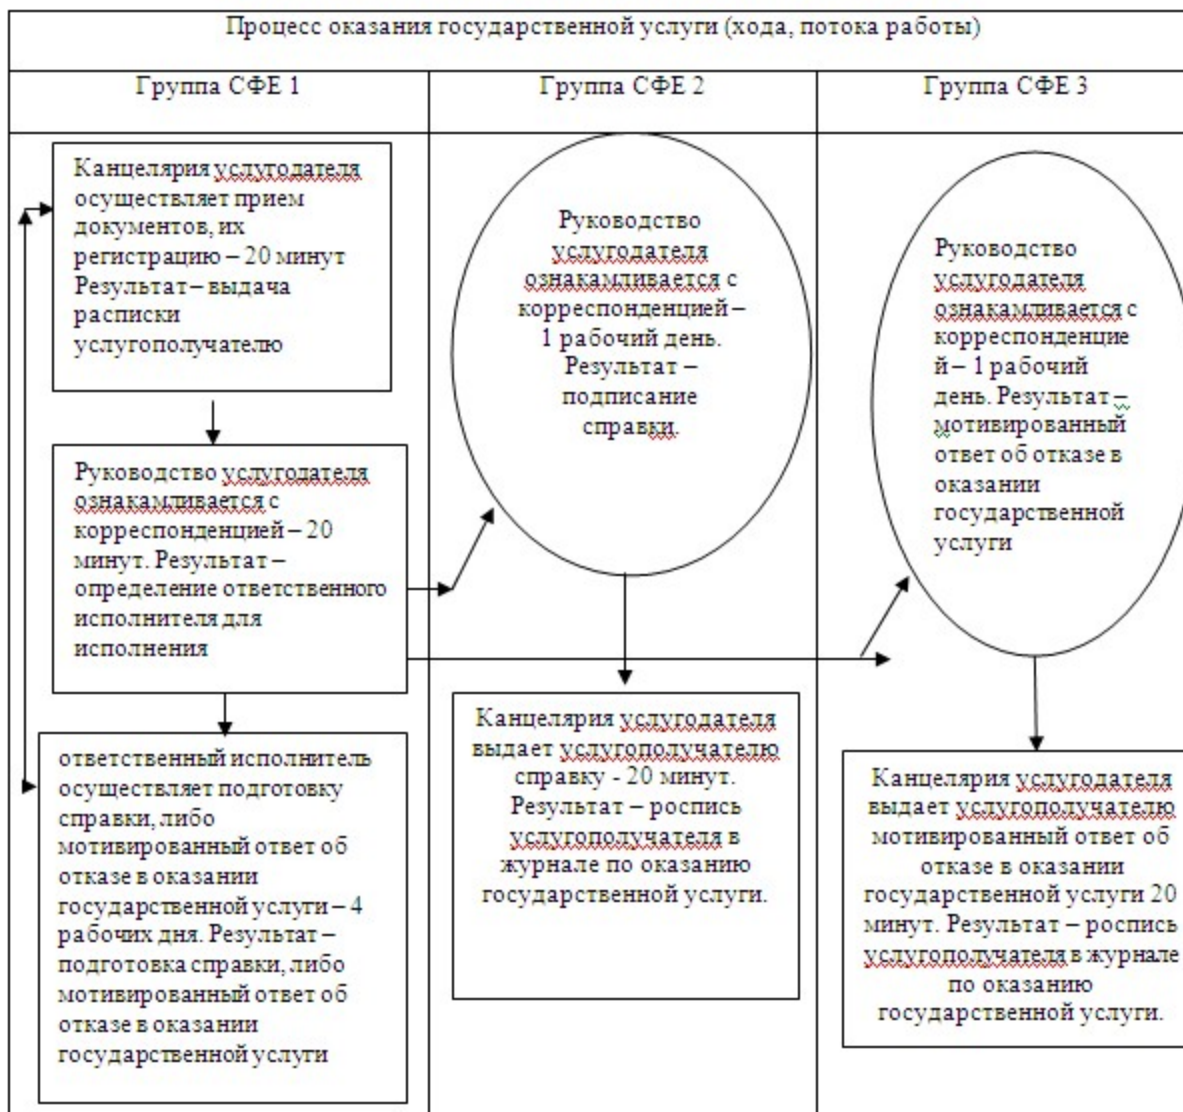 Процесс оказания государственной услуги (хода, потока работы)
Группа СФЕ 1
Группа СФЕ 2
Группа СФЕ 3
Канцелярия услугодателя
осуществляет прием
документов, их
регистрацию – 20 минут
Результат – выдача
расписки
услугополучателю
Руководство услугодателя
ознакамливается с
корреспонденцией – 20
минут. Результат –
определение ответственного
исполнителя для
исполнения
ответственный исполнитель
осуществляет подготовку
справки, либо
мотивированный ответ об
отказе в оказании
государственной услуги – 4
рабочих дня. Результат –
подготовка справки, либо
мотивированный ответ об
отказе в оказании
государственной услуги
Руководство
услугодателя
ознакамливается с
корреспонденцией –
1 рабочий день.
Результат –
подписание
справки.
Канцелярия услугодателя
выдает услугополучателю
справку - 20 минут.
Результат – роспись
услугополучателя в
журнале по оказанию
государственной услуги.
Руководство
услугодателя
ознакамливается с
корреспонденцие
й – 1 рабочий
день. Результат –
мотивированный
ответ об отказе в
оказании
государственной
услуги
Канцелярия услугодателя
выдает услугополучателю
мотивированный ответ об
отказе в оказании
государственной услуги 20
минут. Результат – роспись
услугополучателя в журнале
по оказанию
государственной услуги.